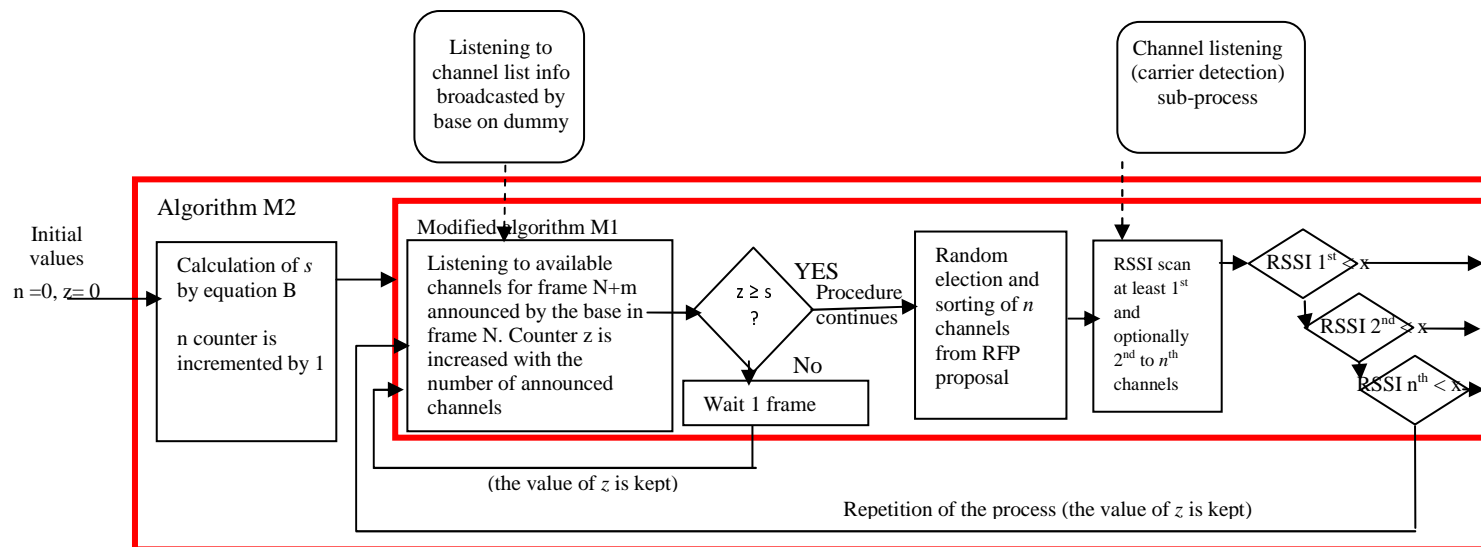 Listening to
channel list info
broadcasted by
base on dummy
Channel listening
(carrier detection)
sub-process
Algorithm M2
Initial
values
n =0, z= 0
Calculation of s
by equation B
n counter is
incremented by 1
Modified algorithm M1
Listening to available
channels for frame N+m
announced by the base in
frame N. Counter z is
increased with the
number of announced
channels
z ≥ s
?
YES
Procedure
continues
No
Wait 1 frame
Random
election and
sorting of n
channels
from RFP
proposal
RSSI scan
at least 1st
and
optionally
2nd to nth
channels
RSSI 1st < x
RSSI 2nd < x
RSSI nth < x
(the value of z is kept)
Repetition of the process (the value of z is kept)